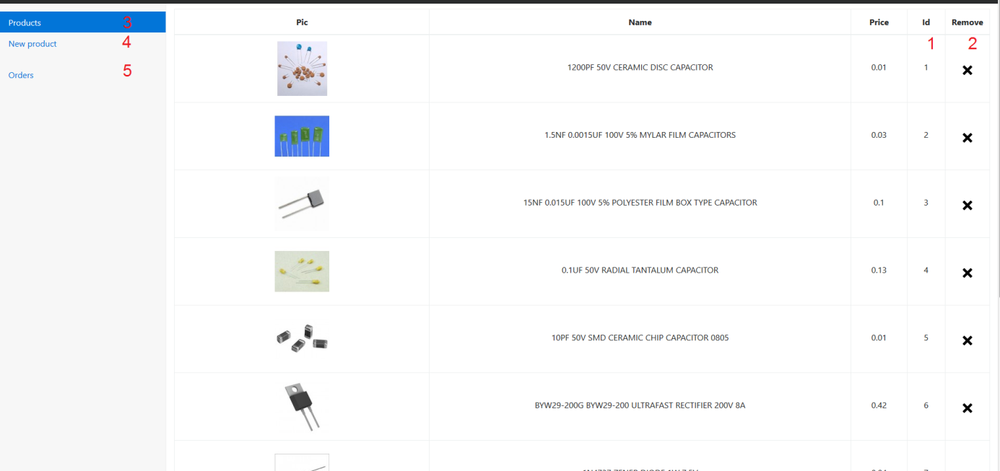 Products 3
New product 4
Orders 5
Pic Name Price Id Remove
1 2
1200PF 50V CERAMIC DISC CAPACITOR 0.01 1
1.5NF 0.0015UF 100V 5% MYLAR FILM CAPACITORS 0.03 2
15NF 0.015UF 100V 5% POLYESTER FILM BOX TYPE CAPACITOR 0.1 3
0.1UF 50V RADIAL TANTALUM CAPACITOR 0.13 4
10PF 50V SMD CERAMIC CHIP CAPACITOR 0805 0.01 5
BYW29-200G BYW29-200 ULTRAFAST RECTIFIER 200V 8A 0.42 6